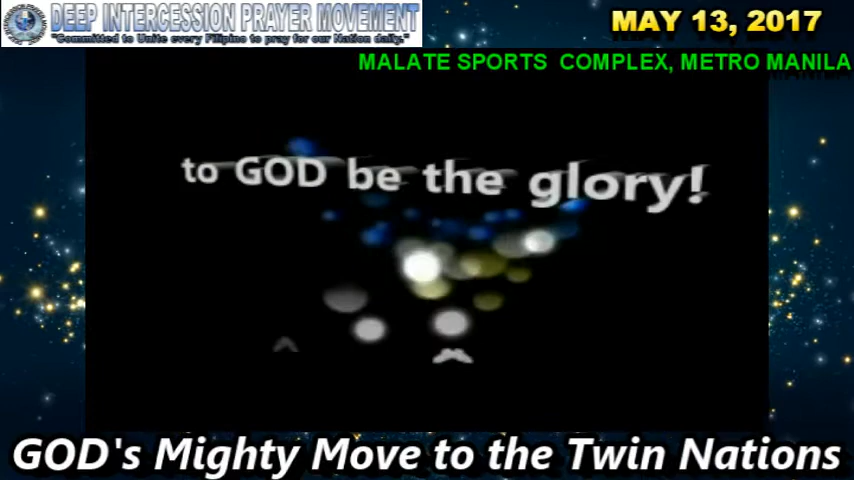 DEEP INTERCESSION PRAYER MOVEMENT
"Committed to Unite every Filipino to pray for our Nation daily."
MAY 13, 2017
MALATE SPORTS COMPLEX, METRO MANILA
to GOD be the glory!
GOD's Mighty Move to the Twin Nations